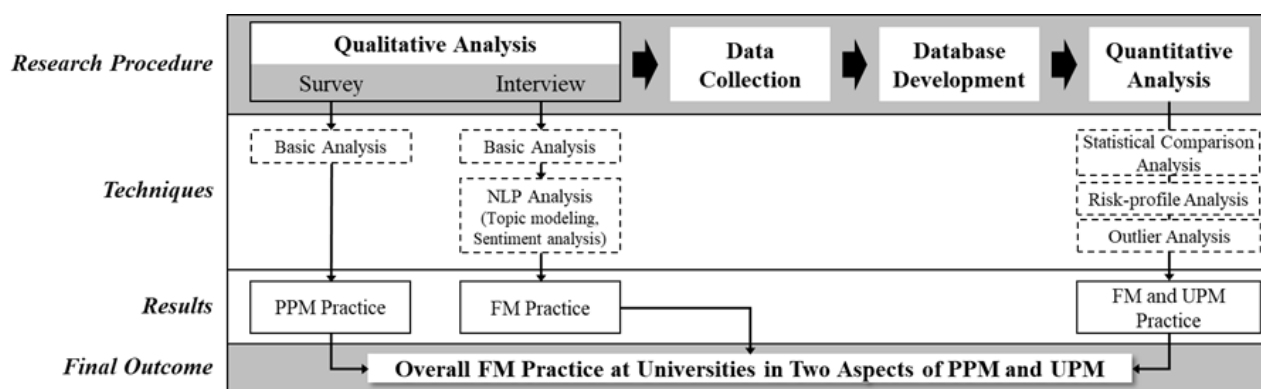 Research Procedure
Qualitative Analysis
Survey
Interview
Data
Collection
Database
Development
Quantitative
Analysis
Techniques
Basic Analysis
Basic Analysis
NLP Analysis
(Topic modeling,
Sentiment analysis)
Statistical Comparison
Analysis
Risk-profile Analysis
Outlier Analysis
Results
PPM Practice
FM Practice
FM and UPM
Practice
Final Outcome
Overall FM Practice at Universities in Two Aspects of PPM and UPM